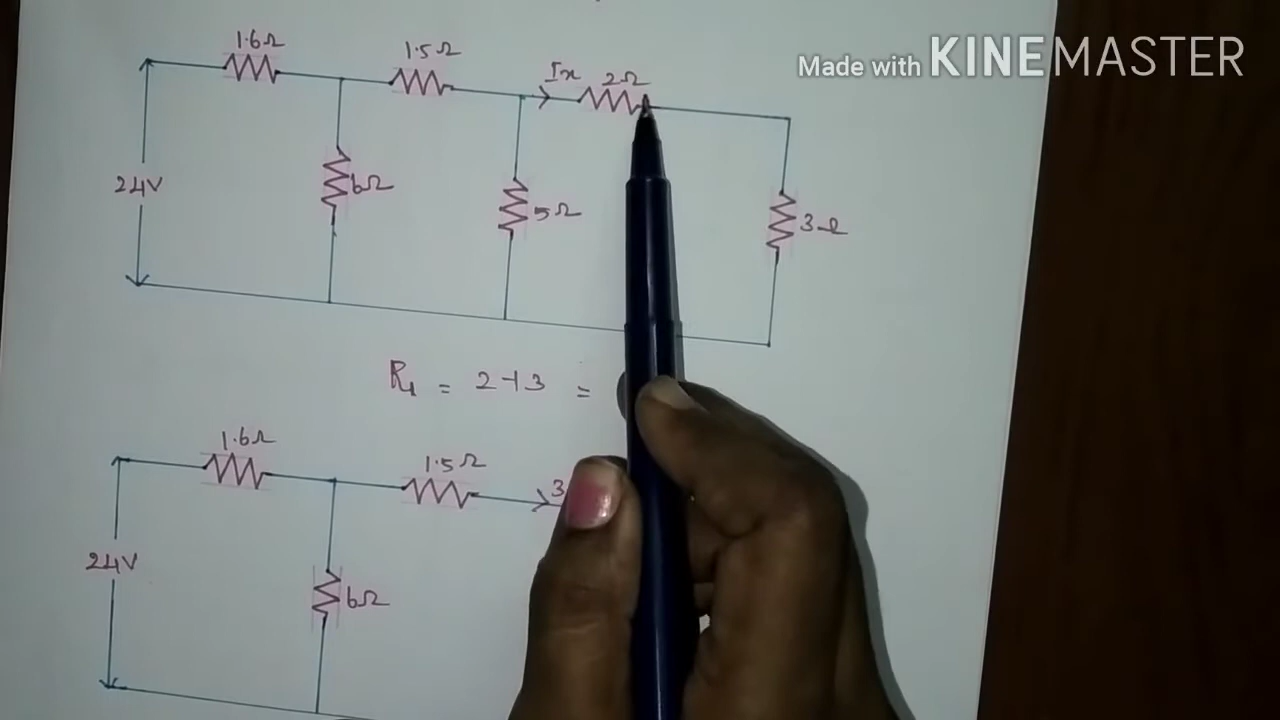 Made with KINEMASTER
1.6Ω
1.5Ω
Ix
2Ω
24V
6Ω
5Ω
3Ω
R1 = 2+3 =
1.6Ω
1.5Ω
3
24V
6Ω